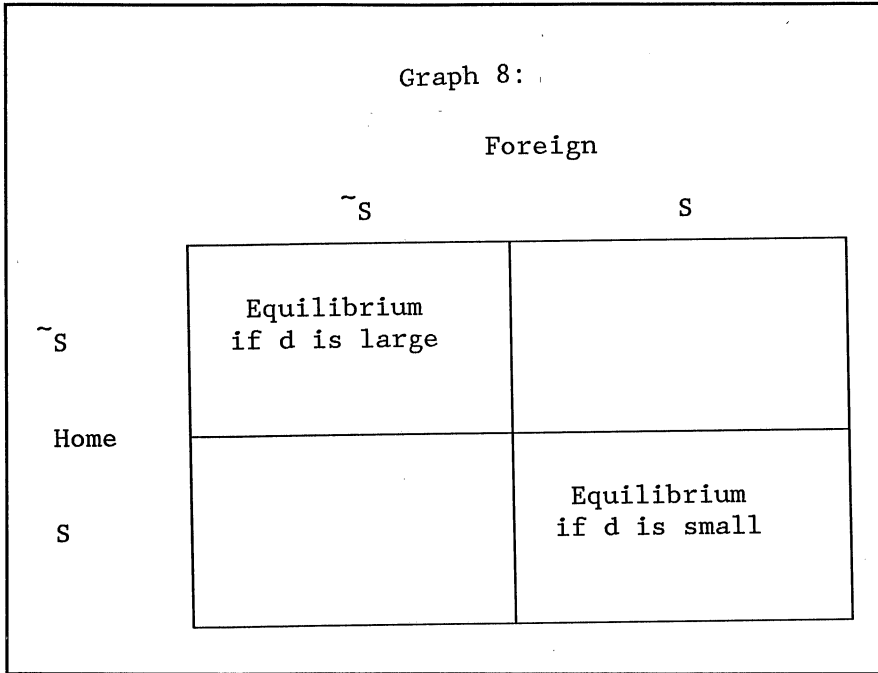 Graph 8:
Foreign
~S S
Equilibrium
if d is large
~S
Home
Equilibrium
if d is small
S